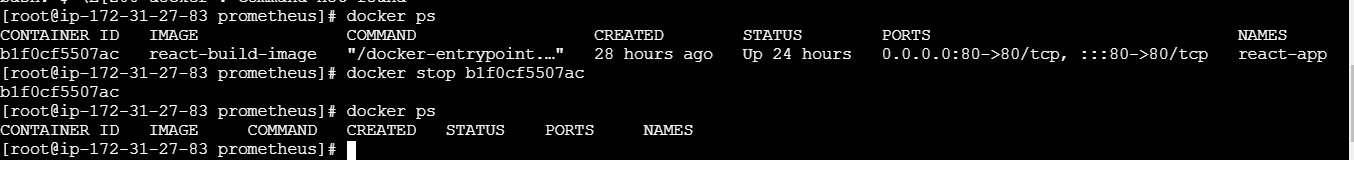 [root@ip-172-31-27-83 prometheus]# docker ps
CONTAINER ID   IMAGE               COMMAND                  CREATED        STATUS        PORTS                               NAMES
b1f0cf5507ac   react-build-image   "/docker-entrypoint.…"   28 hours ago   Up 24 hours   0.0.0.0:80->80/tcp, :::80->80/tcp   react-app
[root@ip-172-31-27-83 prometheus]# docker stop b1f0cf5507ac
b1f0cf5507ac
[root@ip-172-31-27-83 prometheus]# docker ps
CONTAINER ID   IMAGE     COMMAND   CREATED   STATUS    PORTS     NAMES
[root@ip-172-31-27-83 prometheus]#